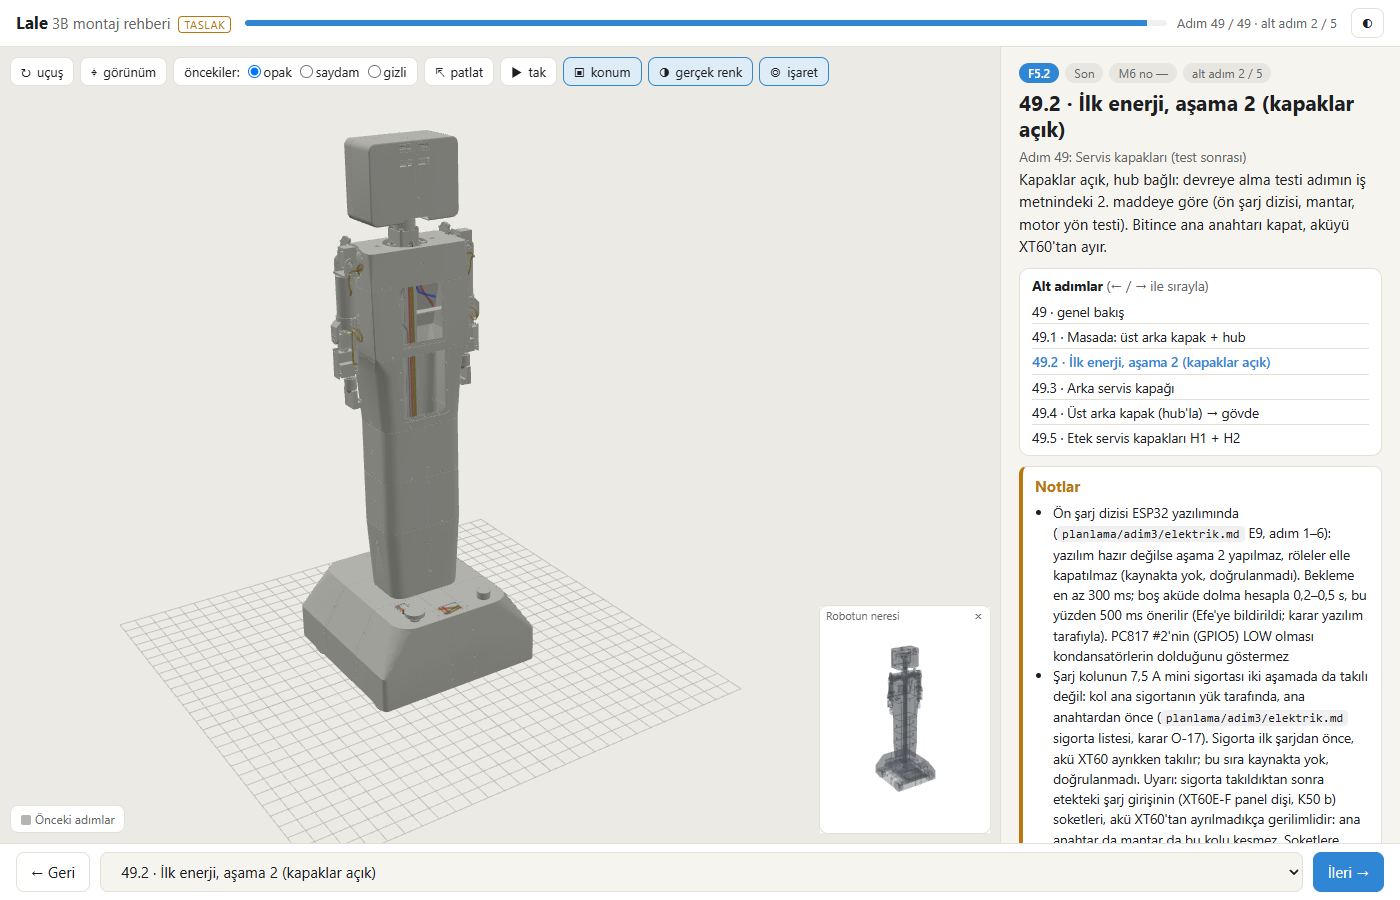 Lale 3B montaj rehberi TASLAK
Adım 49 / 49 · alt adım 2 / 5
↻ uçuş
⌖ görünüm
öncekiler: opak saydam gizli
⇱ patlat
▶ tak
▣ konum
◑ gerçek renk
◎ işaret
Önceki adımlar
Robotun neresi ×
F5.2 Son M6 no — alt adım 2 / 5
49.2 · İlk enerji, aşama 2 (kapaklar
açık)
Adım 49: Servis kapakları (test sonrası)
Kapaklar açık, hub bağlı: devreye alma testi adımın iş
metnindeki 2. maddeye göre (ön şarj dizisi, mantar,
motor yön testi). Bitince ana anahtarı kapat, aküyü
XT60'tan ayır.
Alt adımlar (← / → ile sırayla)
49 · genel bakış
49.1 · Masada: üst arka kapak + hub
49.2 · İlk enerji, aşama 2 (kapaklar açık)
49.3 · Arka servis kapağı
49.4 · Üst arka kapak (hub'la) → gövde
49.5 · Etek servis kapakları H1 + H2
Notlar
• Ön şarj dizisi ESP32 yazılımında
(planlama/adim3/elektrik.md E9, adım 1–6):
yazılım hazır değilse aşama 2 yapılmaz, röleler elle
kapatılmaz (kaynakta yok, doğrulanmadı). Bekleme
en az 300 ms; boş aküde dolma hesapla 0,2–0,5 s, bu
yüzden 500 ms önerilir (Efe'ye bildirildi; karar yazılım
tarafıyla). PC817 #2'nin (GPIO5) LOW olması
kondansatörlerin dolduğunu göstermez
• Şarj kolunun 7,5 A mini sigortası iki aşamada da takılı
değil: kol ana sigortanın yük tarafında, ana
anahtardan önce (planlama/adim3/elektrik.md
sigorta listesi, karar O-17). Sigorta ilk şarjdan önce,
akü XT60 ayrıkken takılır; bu sıra kaynakta yok,
doğrulanmadı. Uyarı: sigorta takıldıktan sonra
etekteki şarj girişinin (XT60E-F panel dişi, K50 b)
soketleri, akü XT60'tan ayrılmadıkça gerilimlidir: ana
anahtar da mantar da bu kolu kesmez. Soketlere
← Geri
49.2 · İlk enerji, aşama 2 (kapaklar açık)
İleri →